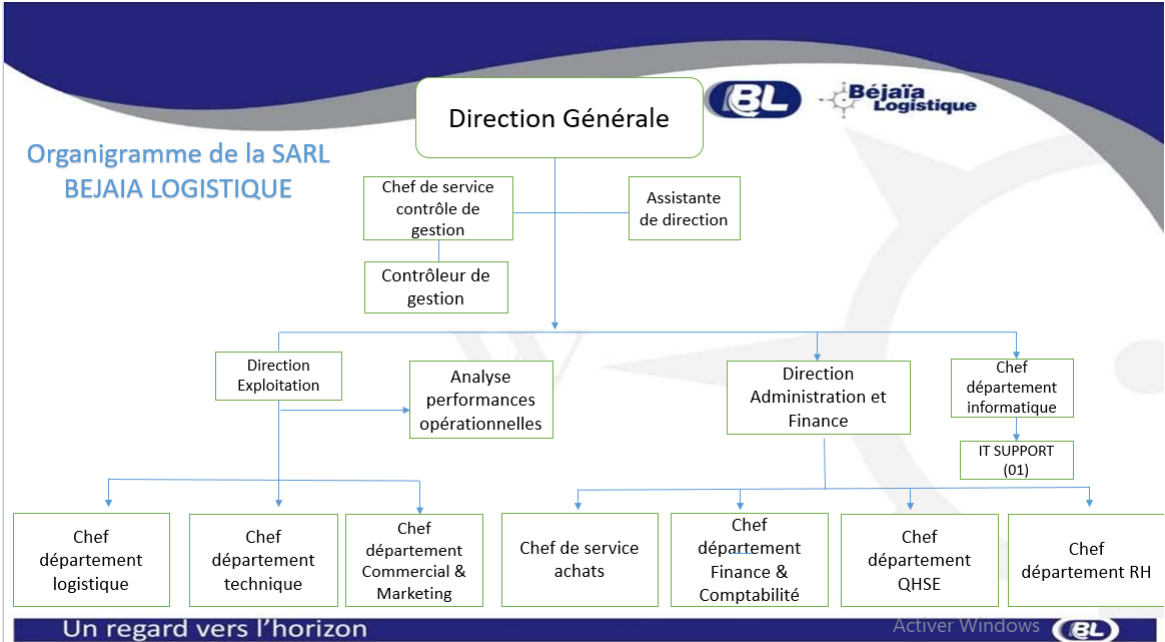 Direction Générale
BL
Béjaïa
Logistique
Organigramme de la SARL
BEJAIA LOGISTIQUE
Chef de service
contrôle de
gestion
Assistante
de direction
Contrôleur de
gestion
Direction
Exploitation
Analyse
performances
opérationnelles
Direction
Administration et
Finance
Chef
département
informatique
IT SUPPORT
(01)
Chef
département
logistique
Chef
département
technique
Chef
département
Commercial &
Marketing
Chef de service
achats
Chef
département
Finance &
Comptabilité
Chef
département
QHSE
Chef
département RH
Un regard vers l'horizon
Activer Windows
BL